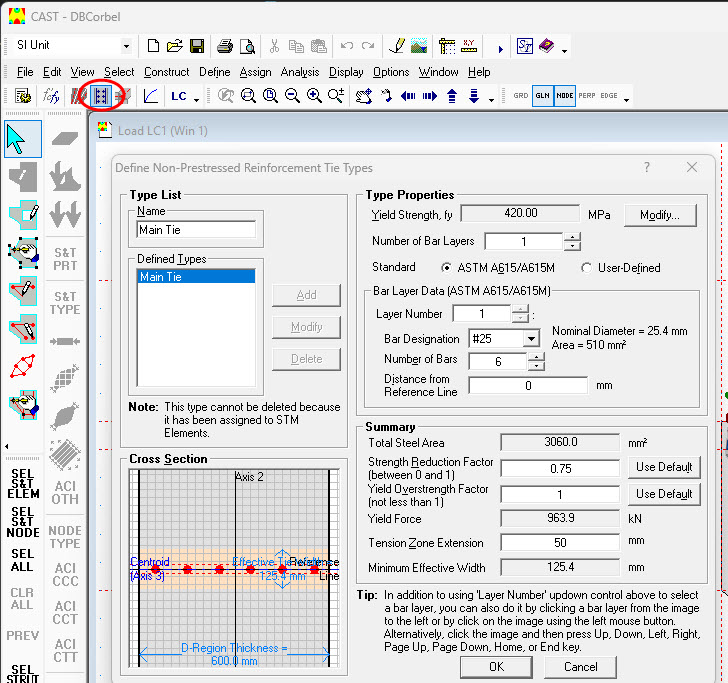 CAST - DBCorbel
SI Unit
File Edit View Select Construct Define Assign Analysis Display Options Window Help
LC
GRD GLN NODE PERP EDGE
Load LC1 (Win 1)
Define Non-Prestressed Reinforcement Tie Types
?
Type List
Name
Main Tie
Defined Types
Main Tie
Add
Modify
Delete
Note: This type cannot be deleted because
it has been assigned to STM
Elements.
Cross Section
Axis 2
Centroid
(Axis 3)
Reference
Line
125.4 mm
D-Region Thickness =
600.0 mm
Type Properties
Yield Strength, fy 420.00 MPa Modify...
Number of Bar Layers 1
Standard ASTM A615/A615M User-Defined
Bar Layer Data (ASTM A615/A615M)
Layer Number 1 :
Bar Designation #25 Nominal Diameter = 25.4 mm
Area = 510 mm²
Number of Bars 6
Distance from
Reference Line 0 mm
Summary
Total Steel Area 3060.0 mm²
Strength Reduction Factor
(between 0 and 1) 0.75 Use Default
Yield Overstrength Factor
(not less than 1) 1 Use Default
Yield Force 963.9 kN
Tension Zone Extension 50 mm
Minimum Effective Width 125.4 mm
Tip: In addition to using 'Layer Number' updown control above to select
a bar layer, you can also do it by clicking a bar layer from the image
to the left or by click on the image using the left mouse button.
Alternatively, click the image and then press Up, Down, Left, Right,
Page Up, Page Down, Home, or End key.
OK Cancel
S&T
PRT
S&T
TYPE
ACI
OTH
NODE
TYPE
ACI
CCC
ACI
CCT
ACI
CTT
SEL
S&T
ELEM
SEL
S&T
NODE
SEL
ALL
CLR
ALL
PREV
SEL
STRUT